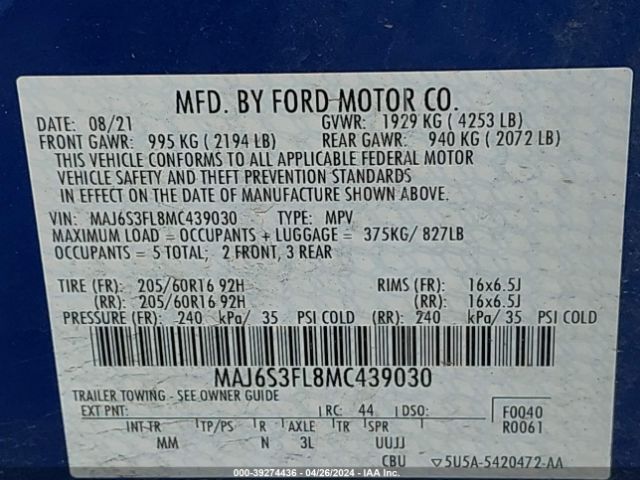 MFD. BY FORD MOTOR CO.
DATE: 08/21 GVWR: 1929 KG ( 4253 LB)
FRONT GAWR: 995 KG ( 2194 LB) REAR GAWR: 940 KG ( 2072 LB)
THIS VEHICLE CONFORMS TO ALL APPLICABLE FEDERAL MOTOR
VEHICLE SAFETY AND THEFT PREVENTION STANDARDS
IN EFFECT ON THE DATE OF MANUFACTURE SHOWN ABOVE.
VIN: MAJ6S3FL8MC439030 TYPE: MPV
MAXIMUM LOAD = OCCUPANTS + LUGGAGE = 375KG/ 827LB
OCCUPANTS = 5 TOTAL; 2 FRONT, 3 REAR
TIRE (FR): 205/60R16 92H RIMS (FR): 16x6.5J
(RR): 205/60R16 92H (RR): 16x6.5J
PRESSURE (FR): 240 kPa/ 35 PSI COLD (RR): 240 kPa/ 35 PSI COLD
MAJ6S3FL8MC439030
TRAILER TOWING - SEE OWNER GUIDE
EXT PNT: RC: 44 DSO: F0040
INT TR TP/PS R AXLE TR SPR R0061
MM N 3L UUJJ
CBU ▽5U5A-5420472-AA
000-39274436 - 04/26/2024 - IAA Inc.